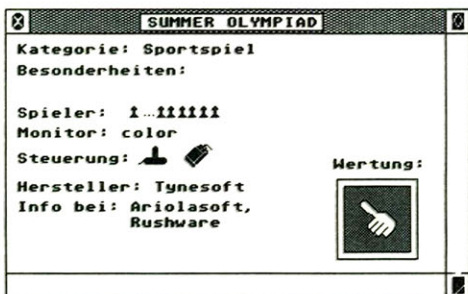 SUMMER OLYMPIAD
Kategorie: Sportspiel
Besonderheiten:
Spieler: ...
Monitor: color
Steuerung:
Wertung:
Hersteller: Tynesoft
Info bei: Ariolasoft,
Rushware